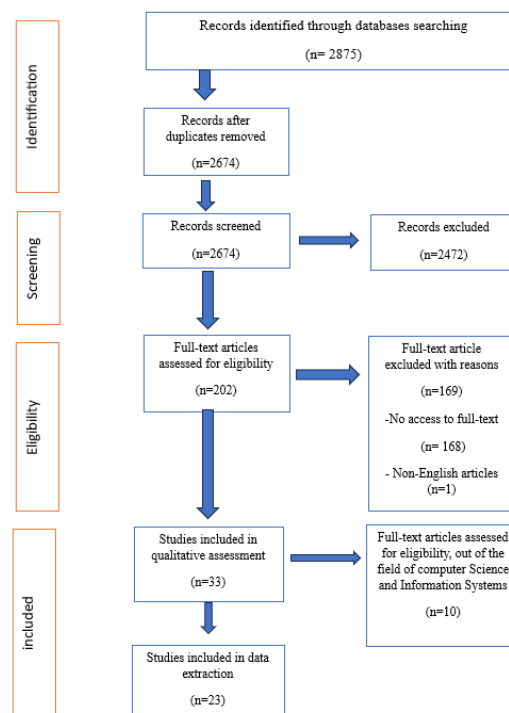 Identification
Records identified through databases searching
(n= 2875)
Records after
duplicates removed
(n=2674)
Screening
Records screened
(n=2674)
Records excluded
(n=2472)
Eligibility
Full-text articles
assessed for eligibility
(n=202)
Full-text article
excluded with reasons
(n=169)
-No access to full-text
(n= 168)
- Non-English articles
(n=1)
included
Studies included in
qualitative assessment
(n=33)
Full-text articles assessed
for eligibility, out of the
field of computer Science
and Information Systems
(n=10)
Studies included in data
extraction
(n=23)